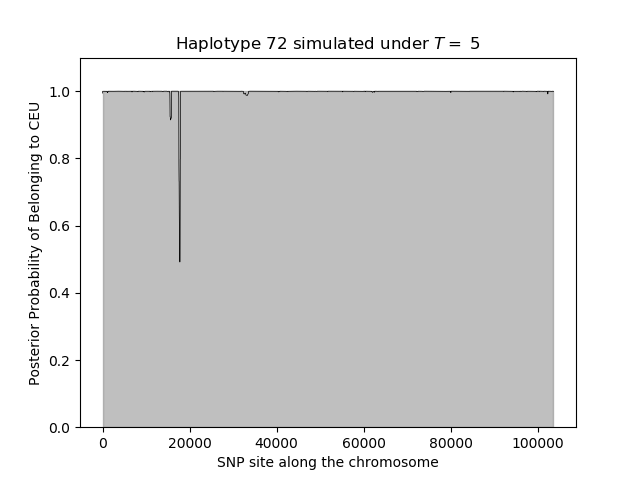 Haplotype 72 simulated under T = 5
Posterior Probability of Belonging to CEU
1.0
0.8
0.6
0.4
0.2
0.0
0 20000 40000 60000 80000 100000
SNP site along the chromosome